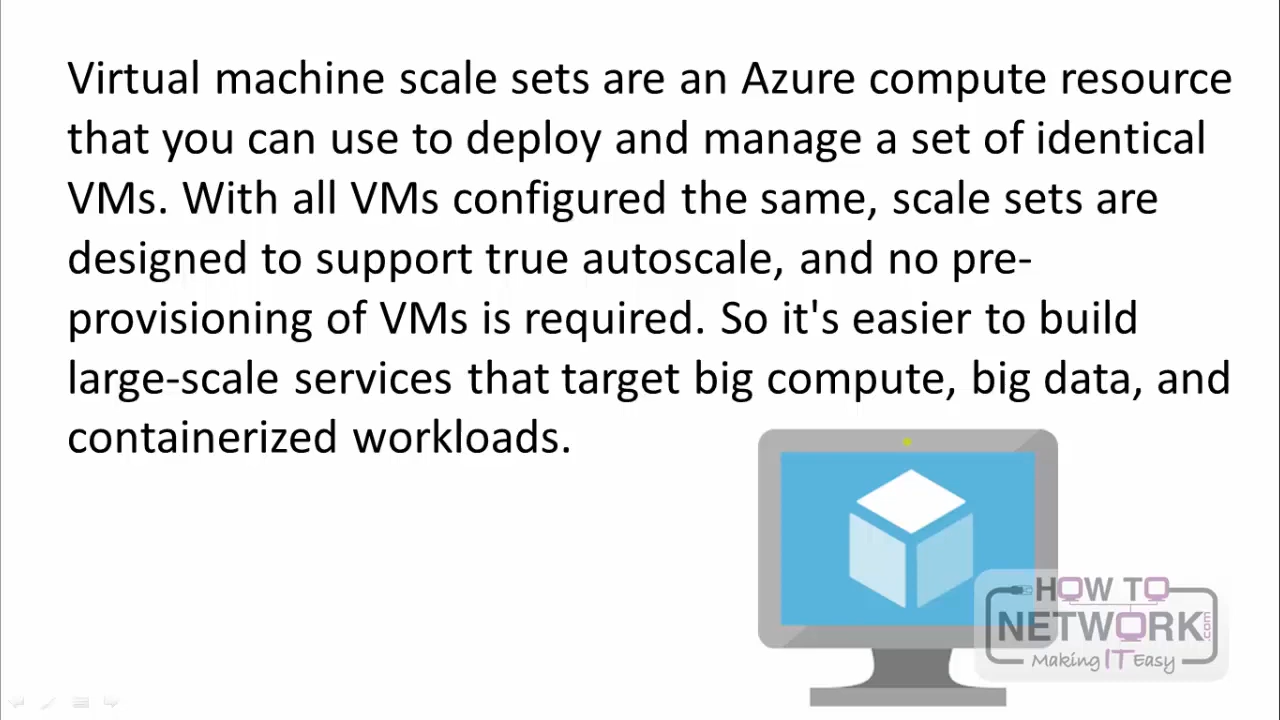 Virtual machine scale sets are an Azure compute resource
that you can use to deploy and manage a set of identical
VMs. With all VMs configured the same, scale sets are
designed to support true autoscale, and no pre-
provisioning of VMs is required. So it's easier to build
large-scale services that target big compute, big data, and
containerized workloads.
HOW TO
NETWORK.com
Making IT Easy